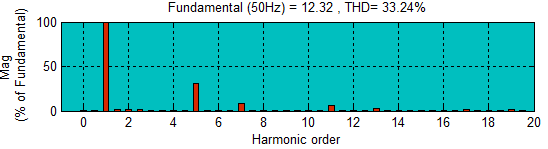 Fundamental (50Hz) = 12.32 , THD= 33.24%
100
50
0
Mag
(% of Fundamental)
0 2 4 6 8 10 12 14 16 18 20
Harmonic order